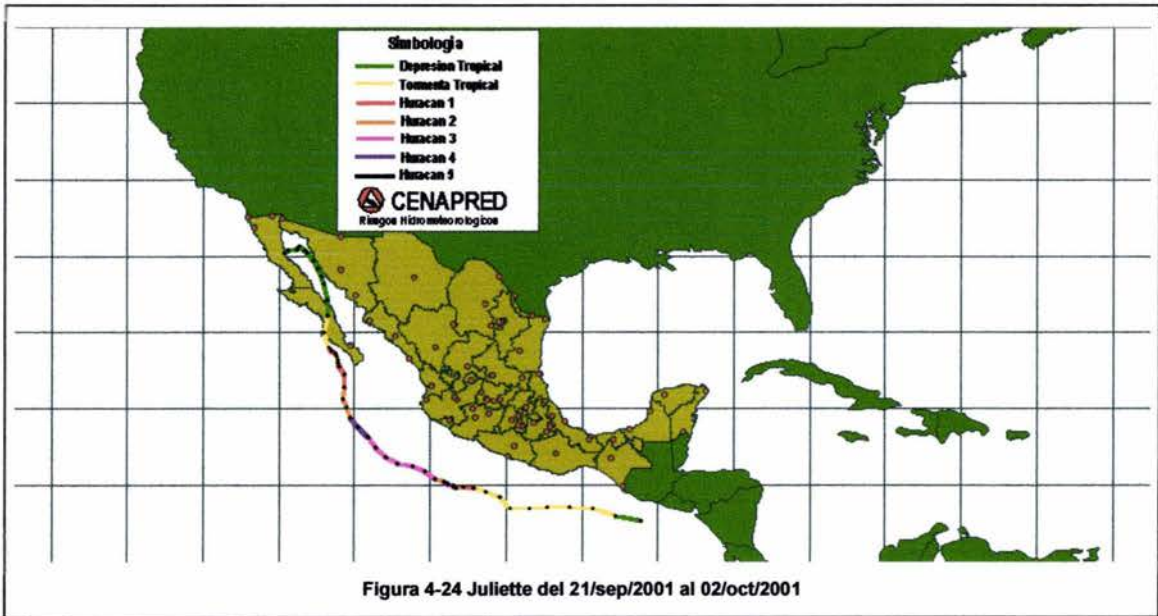 Simbologia
Depresion Tropical
Tormenta Tropical
Huracan 1
Huracan 2
Huracan 3
Huracan 4
Huracan 5
CENAPRED
Riesgos Hidrometeorologicos
Figura 4-24 Juliette del 21/sep/2001 al 02/oct/2001